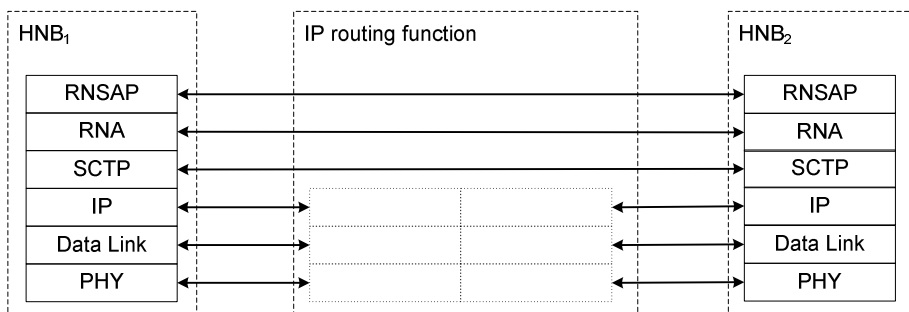 HNB₁
IP routing function
HNB₂
RNSAP
RNSAP
RNA
RNA
SCTP
SCTP
IP
IP
Data Link
Data Link
PHY
PHY